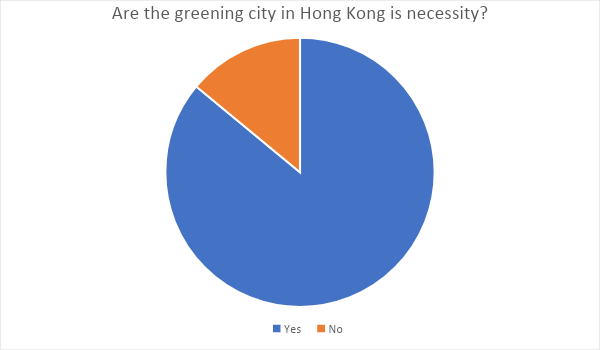 Are the greening city in Hong Kong is necessity?
Yes No